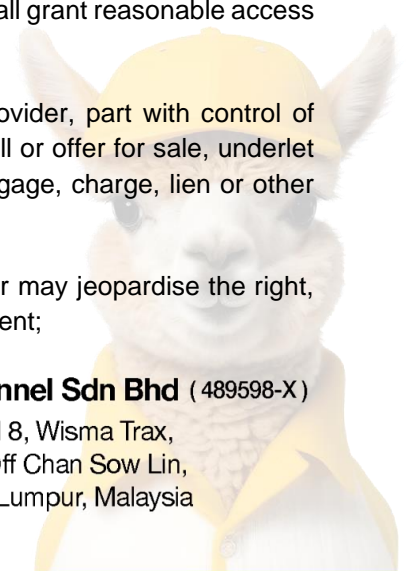 all grant reasonable access
ovider, part with control of
ll or offer for sale, underlet
gage, charge, lien or other
r may jeopardise the right,
ent;
nnel Sdn Bhd (489598-X)
8, Wisma Trax,
ff Chan Sow Lin,
Lumpur, Malaysia